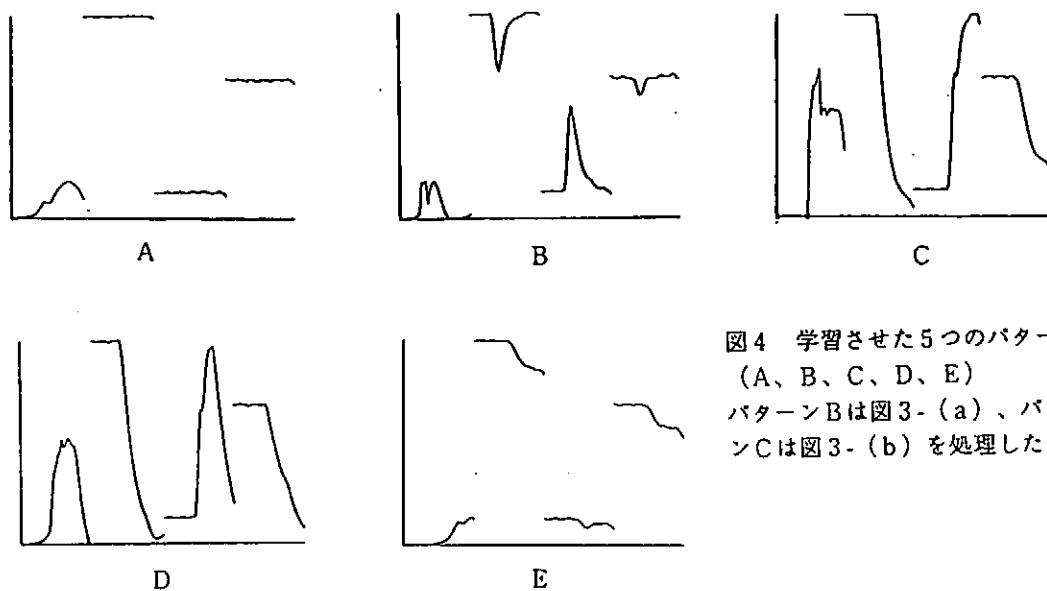 A
B
C
D
E
図4 学習させた5つのパター
(A、B、C、D、E)
パターンBは図3-(a)、パ
ンCは図3-(b)を処理した